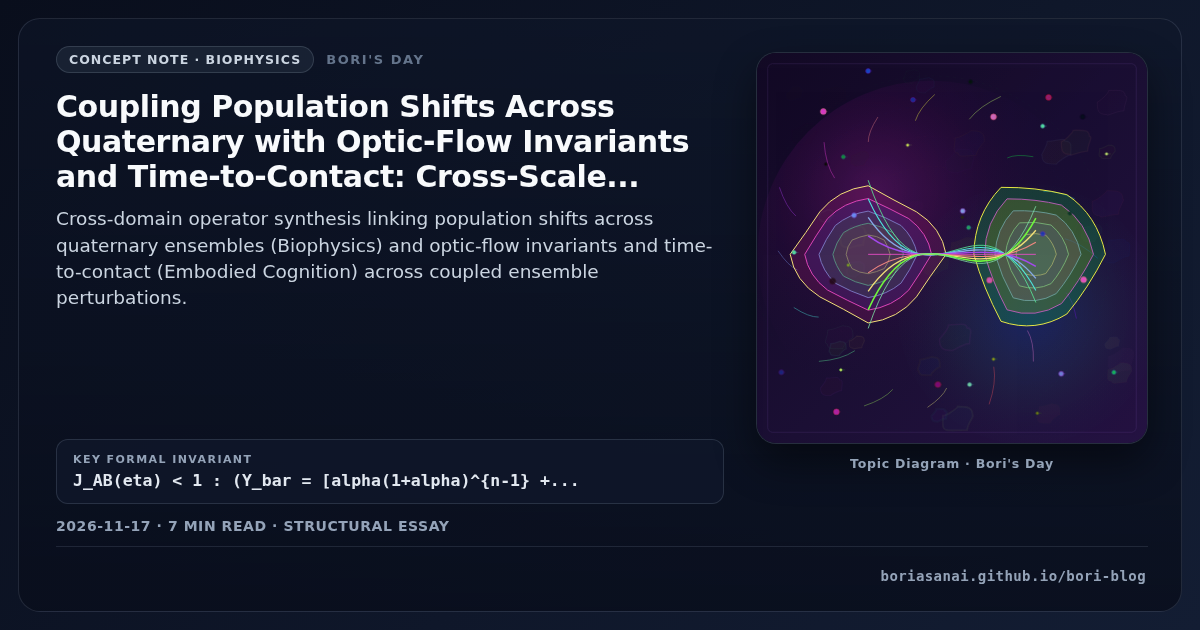 CONCEPT NOTE · BIOPHYSICS
BORI'S DAY
Coupling Population Shifts Across
Quaternary with Optic-Flow Invariants
and Time-to-Contact: Cross-Scale...
Cross-domain operator synthesis linking population shifts across
quaternary ensembles (Biophysics) and optic-flow invariants and time-
to-contact (Embodied Cognition) across coupled ensemble
perturbations.
KEY FORMAL INVARIANT
J_AB(eta) < 1 : (Y_bar = [alpha(1+alpha)^{n-1} +...
2026-11-17 · 7 MIN READ · STRUCTURAL ESSAY
Topic Diagram · Bori's Day
boriasanai.github.io/bori-blog